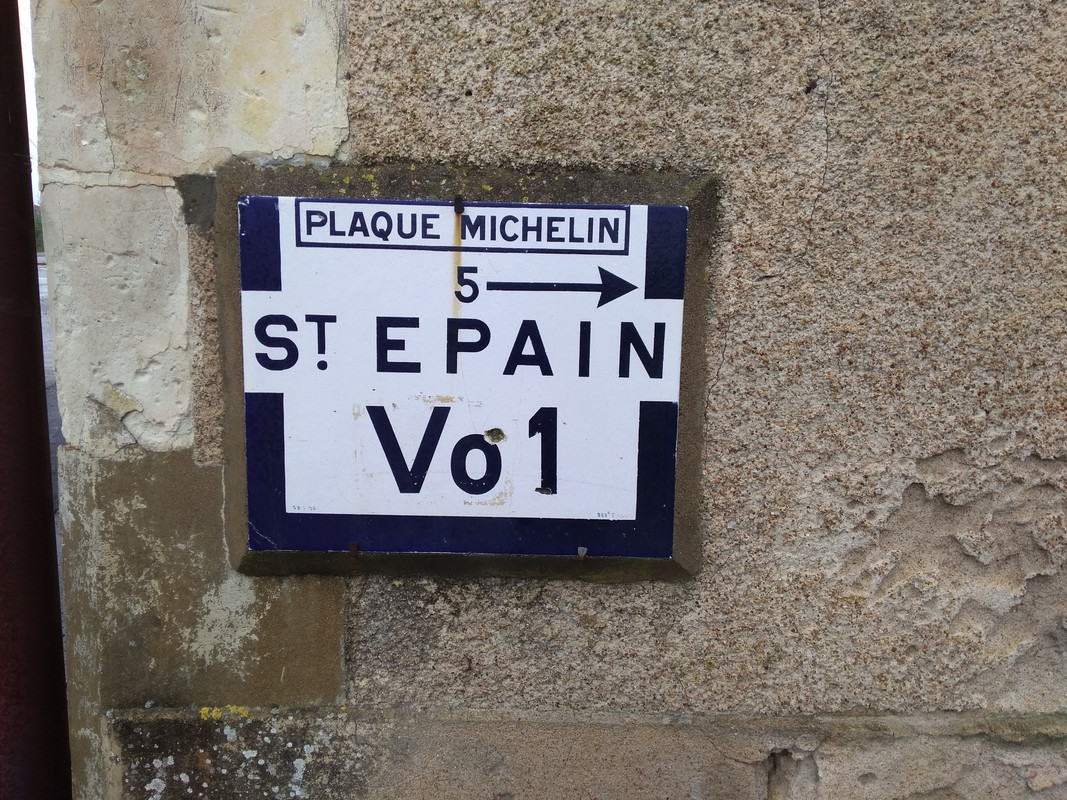 PLAQUE MICHELIN
5
ST. EPAIN
Vo1